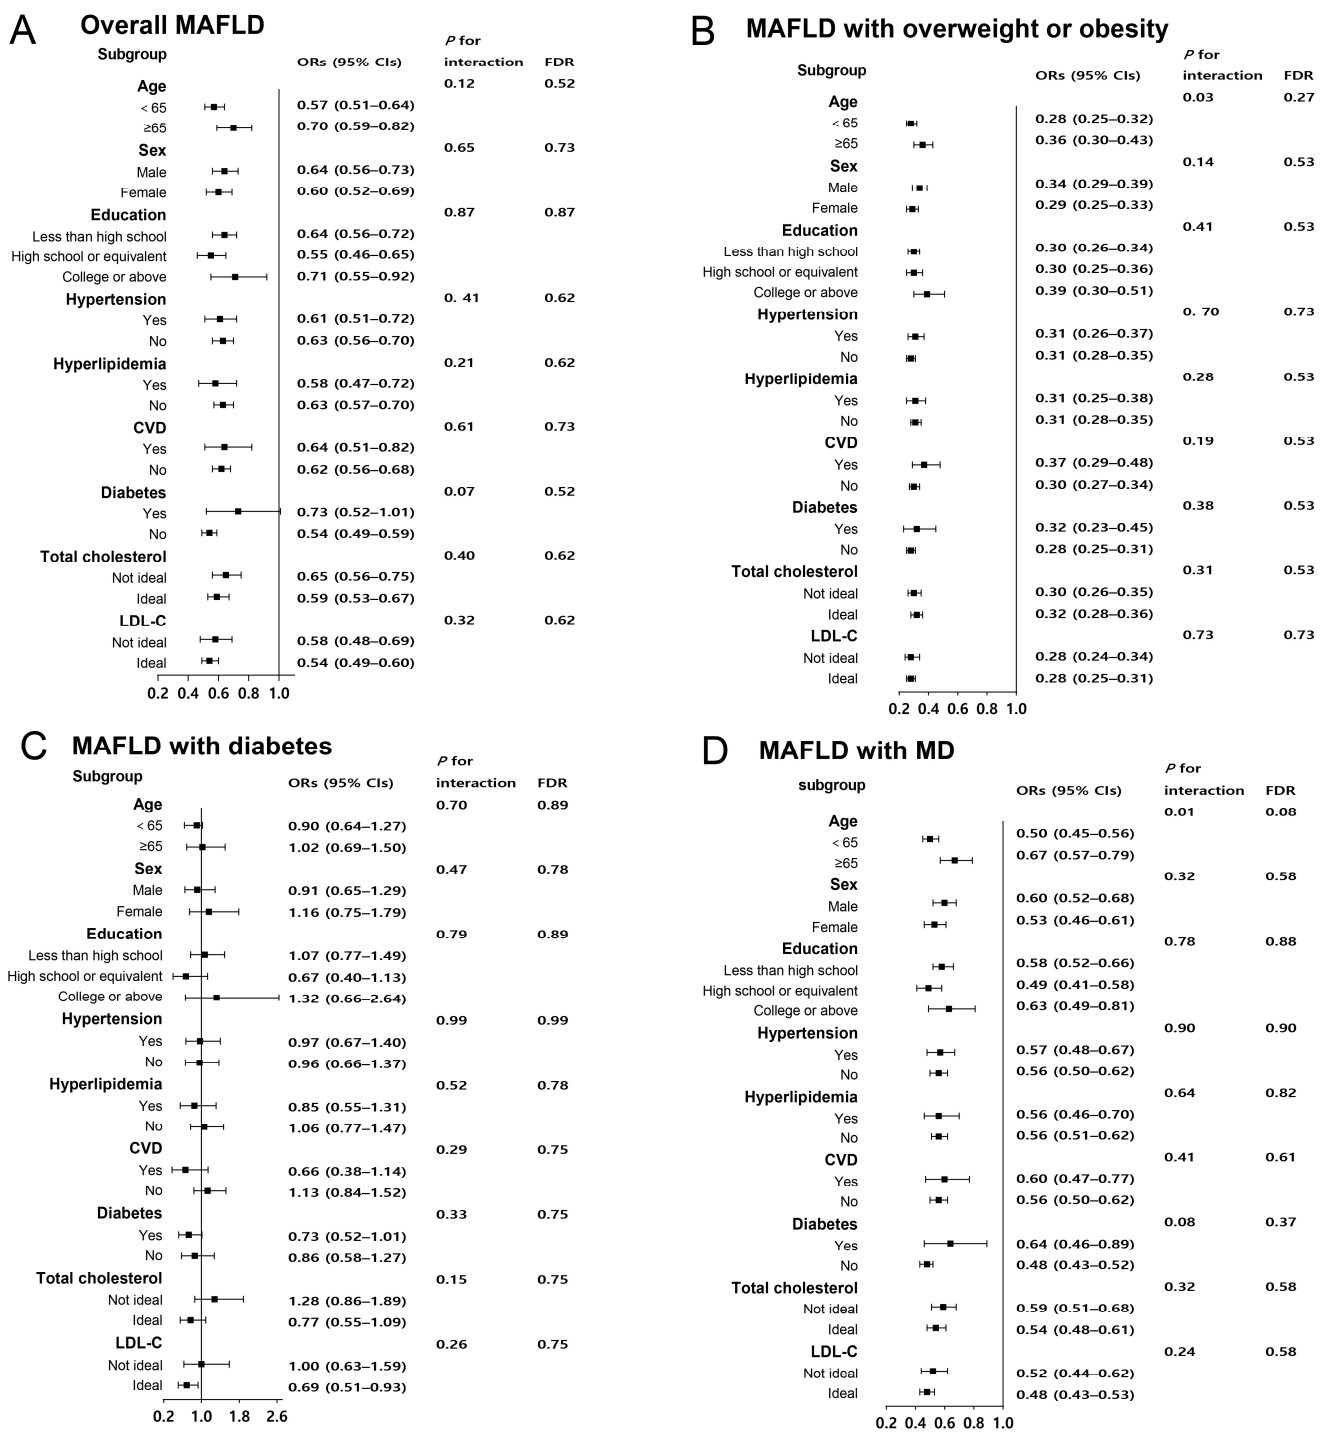 A Overall MAFLD
Subgroup ORs (95% CIs) P for interaction FDR
Age 0.12 0.52
< 65 0.57 (0.51–0.64)
≥65 0.70 (0.59–0.82)
Sex 0.65 0.73
Male 0.64 (0.56–0.73)
Female 0.60 (0.52–0.69)
Education 0.87 0.87
Less than high school 0.64 (0.56–0.72)
High school or equivalent 0.55 (0.46–0.65)
College or above 0.71 (0.55–0.92)
Hypertension 0. 41 0.62
Yes 0.61 (0.51–0.72)
No 0.63 (0.56–0.70)
Hyperlipidemia 0.21 0.62
Yes 0.58 (0.47–0.72)
No 0.63 (0.57–0.70)
CVD 0.61 0.73
Yes 0.64 (0.51–0.82)
No 0.62 (0.56–0.68)
Diabetes 0.07 0.52
Yes 0.73 (0.52–1.01)
No 0.54 (0.49–0.59)
Total cholesterol 0.40 0.62
Not ideal 0.65 (0.56–0.75)
Ideal 0.59 (0.53–0.67)
LDL-C 0.32 0.62
Not ideal 0.58 (0.48–0.69)
Ideal 0.54 (0.49–0.60)
0.2 0.4 0.6 0.8 1.0
B MAFLD with overweight or obesity
Subgroup ORs (95% CIs) P for interaction FDR
Age 0.03 0.27
< 65 0.28 (0.25–0.32)
≥65 0.36 (0.30–0.43)
Sex 0.14 0.53
Male 0.34 (0.29–0.39)
Female 0.29 (0.25–0.33)
Education 0.41 0.53
Less than high school 0.30 (0.26–0.34)
High school or equivalent 0.30 (0.25–0.36)
College or above 0.39 (0.30–0.51)
Hypertension 0. 70 0.73
Yes 0.31 (0.26–0.37)
No 0.31 (0.28–0.35)
Hyperlipidemia 0.28 0.53
Yes 0.31 (0.25–0.38)
No 0.31 (0.28–0.35)
CVD 0.19 0.53
Yes 0.37 (0.29–0.48)
No 0.30 (0.27–0.34)
Diabetes 0.38 0.53
Yes 0.32 (0.23–0.45)
No 0.28 (0.25–0.31)
Total cholesterol 0.31 0.53
Not ideal 0.30 (0.26–0.35)
Ideal 0.32 (0.28–0.36)
LDL-C 0.73 0.73
Not ideal 0.28 (0.24–0.34)
Ideal 0.28 (0.25–0.31)
0.2 0.4 0.6 0.8 1.0
C MAFLD with diabetes
Subgroup ORs (95% CIs) P for interaction FDR
Age 0.70 0.89
< 65 0.90 (0.64–1.27)
≥65 1.02 (0.69–1.50)
Sex 0.47 0.78
Male 0.91 (0.65–1.29)
Female 1.16 (0.75–1.79)
Education 0.79 0.89
Less than high school 1.07 (0.77–1.49)
High school or equivalent 0.67 (0.40–1.13)
College or above 1.32 (0.66–2.64)
Hypertension 0.99 0.99
Yes 0.97 (0.67–1.40)
No 0.96 (0.66–1.37)
Hyperlipidemia 0.52 0.78
Yes 0.85 (0.55–1.31)
No 1.06 (0.77–1.47)
CVD 0.29 0.75
Yes 0.66 (0.38–1.14)
No 1.13 (0.84–1.52)
Diabetes 0.33 0.75
Yes 0.73 (0.52–1.01)
No 0.86 (0.58–1.27)
Total cholesterol 0.15 0.75
Not ideal 1.28 (0.86–1.89)
Ideal 0.77 (0.55–1.09)
LDL-C 0.26 0.75
Not ideal 1.00 (0.63–1.59)
Ideal 0.69 (0.51–0.93)
0.2 1.0 1.8 2.6
D MAFLD with MD
subgroup ORs (95% CIs) P for interaction FDR
Age 0.01 0.08
< 65 0.50 (0.45–0.56)
≥65 0.67 (0.57–0.79)
Sex 0.32 0.58
Male 0.60 (0.52–0.68)
Female 0.53 (0.46–0.61)
Education 0.78 0.88
Less than high school 0.58 (0.52–0.66)
High school or equivalent 0.49 (0.41–0.58)
College or above 0.63 (0.49–0.81)
Hypertension 0.90 0.90
Yes 0.57 (0.48–0.67)
No 0.56 (0.50–0.62)
Hyperlipidemia 0.64 0.82
Yes 0.56 (0.46–0.70)
No 0.56 (0.51–0.62)
CVD 0.41 0.61
Yes 0.60 (0.47–0.77)
No 0.56 (0.50–0.62)
Diabetes 0.08 0.37
Yes 0.64 (0.46–0.89)
No 0.48 (0.43–0.52)
Total cholesterol 0.32 0.58
Not ideal 0.59 (0.51–0.68)
Ideal 0.54 (0.48–0.61)
LDL-C 0.24 0.58
Not ideal 0.52 (0.44–0.62)
Ideal 0.48 (0.43–0.53)
0.2 0.4 0.6 0.8 1.0